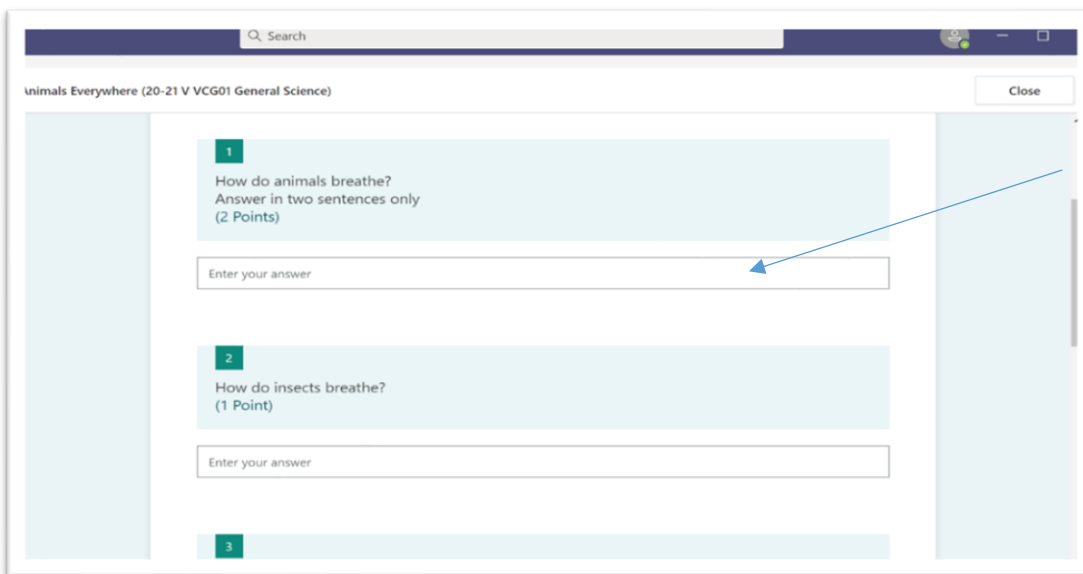 Search
Animals Everywhere (20-21 V VCG01 General Science)
Close
1
How do animals breathe?
Answer in two sentences only
(2 Points)
Enter your answer
2
How do insects breathe?
(1 Point)
Enter your answer
3